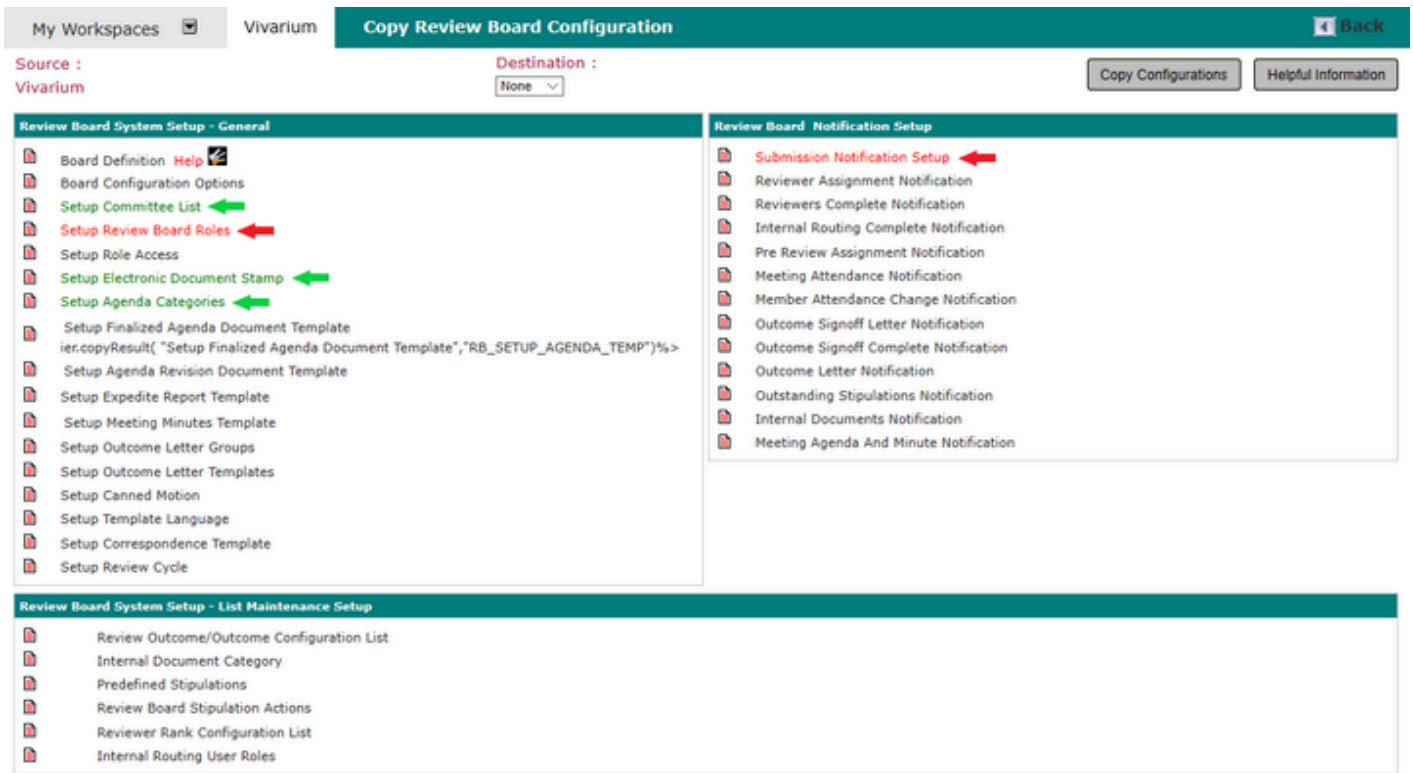 My Workspaces Vivarium Copy Review Board Configuration Back
Source : Destination :
Vivarium None Copy Configurations Helpful Information
Review Board System Setup - General
Board Definition Help
Board Configuration Options
Setup Committee List
Setup Review Board Roles
Setup Role Access
Setup Electronic Document Stamp
Setup Agenda Categories
Setup Finalized Agenda Document Template
ier.copyResult( "Setup Finalized Agenda Document Template","RB_SETUP_AGENDA_TEMP")%>
Setup Agenda Revision Document Template
Setup Expedite Report Template
Setup Meeting Minutes Template
Setup Outcome Letter Groups
Setup Outcome Letter Templates
Setup Canned Motion
Setup Template Language
Setup Correspondence Template
Setup Review Cycle
Review Board Notification Setup
Submission Notification Setup
Reviewer Assignment Notification
Reviewers Complete Notification
Internal Routing Complete Notification
Pre Review Assignment Notification
Meeting Attendance Notification
Member Attendance Change Notification
Outcome Signoff Letter Notification
Outcome Signoff Complete Notification
Outcome Letter Notification
Outstanding Stipulations Notification
Internal Documents Notification
Meeting Agenda And Minute Notification
Review Board System Setup - List Maintenance Setup
Review Outcome/Outcome Configuration List
Internal Document Category
Predefined Stipulations
Review Board Stipulation Actions
Reviewer Rank Configuration List
Internal Routing User Roles